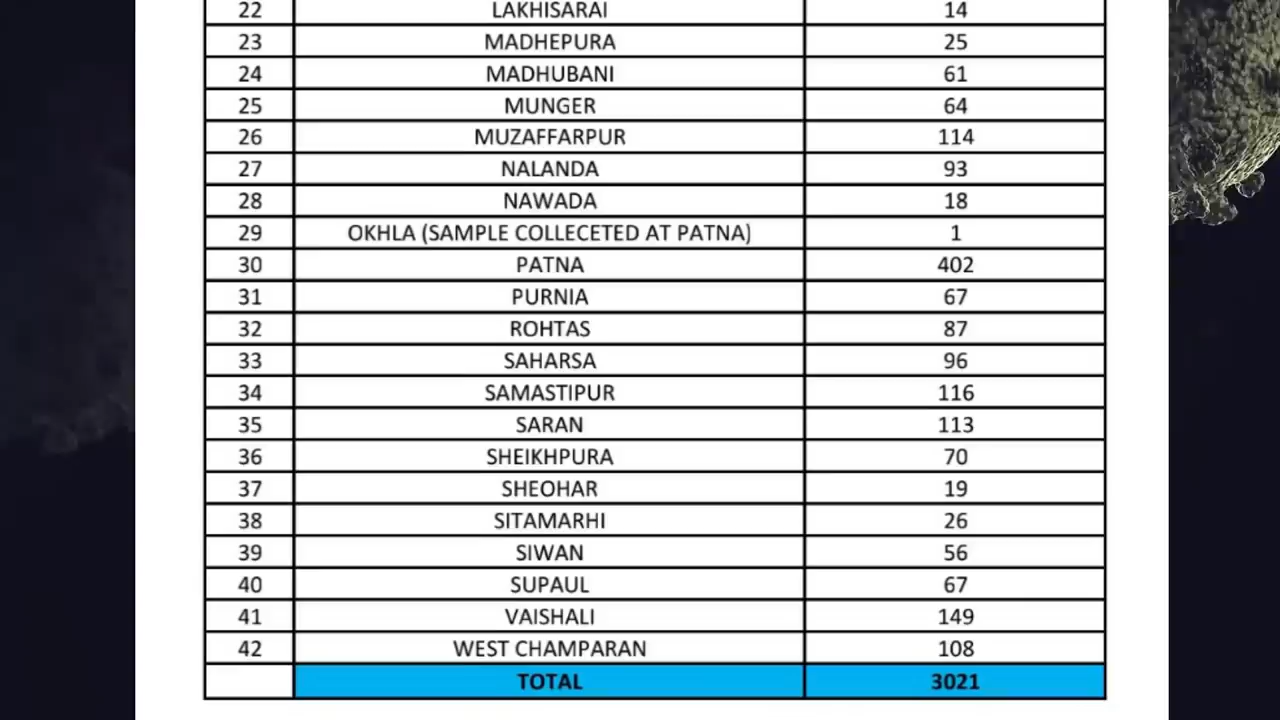 22 LAKHISARAI 14
23 MADHEPURA 25
24 MADHUBANI 61
25 MUNGER 64
26 MUZAFFARPUR 114
27 NALANDA 93
28 NAWADA 18
29 OKHLA (SAMPLE COLLECETED AT PATNA) 1
30 PATNA 402
31 PURNIA 67
32 ROHTAS 87
33 SAHARSA 96
34 SAMASTIPUR 116
35 SARAN 113
36 SHEIKHPURA 70
37 SHEOHAR 19
38 SITAMARHI 26
39 SIWAN 56
40 SUPAUL 67
41 VAISHALI 149
42 WEST CHAMPARAN 108
TOTAL 3021